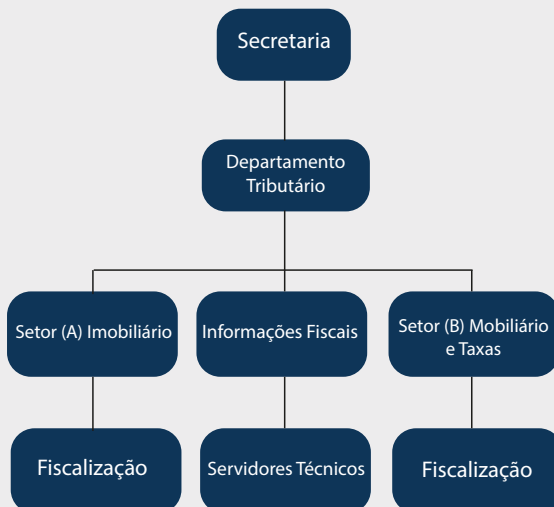 Secretaria
Departamento
Tributário
Setor (A) Imobiliário
Informações Fiscais
Setor (B) Mobiliário
e Taxas
Fiscalização
Servidores Técnicos
Fiscalização